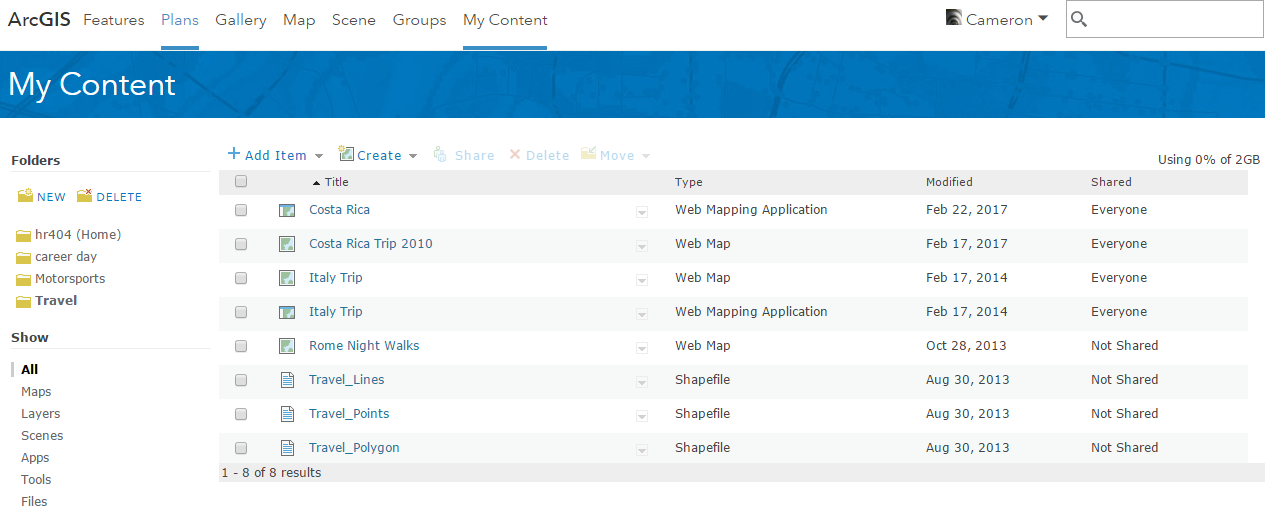 ArcGIS Features Plans Gallery Map Scene Groups My Content Cameron
My Content
Folders
NEW DELETE
hr404 (Home)
career day
Motorsports
Travel
Show
All
Maps
Layers
Scenes
Apps
Tools
Files
Add Item Create Share Delete Move
Using 0% of 2GB
Title Type Modified Shared
Costa Rica Web Mapping Application Feb 22, 2017 Everyone
Costa Rica Trip 2010 Web Map Feb 17, 2017 Everyone
Italy Trip Web Map Feb 17, 2014 Everyone
Italy Trip Web Mapping Application Feb 17, 2014 Everyone
Rome Night Walks Web Map Oct 28, 2013 Not Shared
Travel_Lines Shapefile Aug 30, 2013 Not Shared
Travel_Points Shapefile Aug 30, 2013 Not Shared
Travel_Polygon Shapefile Aug 30, 2013 Not Shared
1 - 8 of 8 results